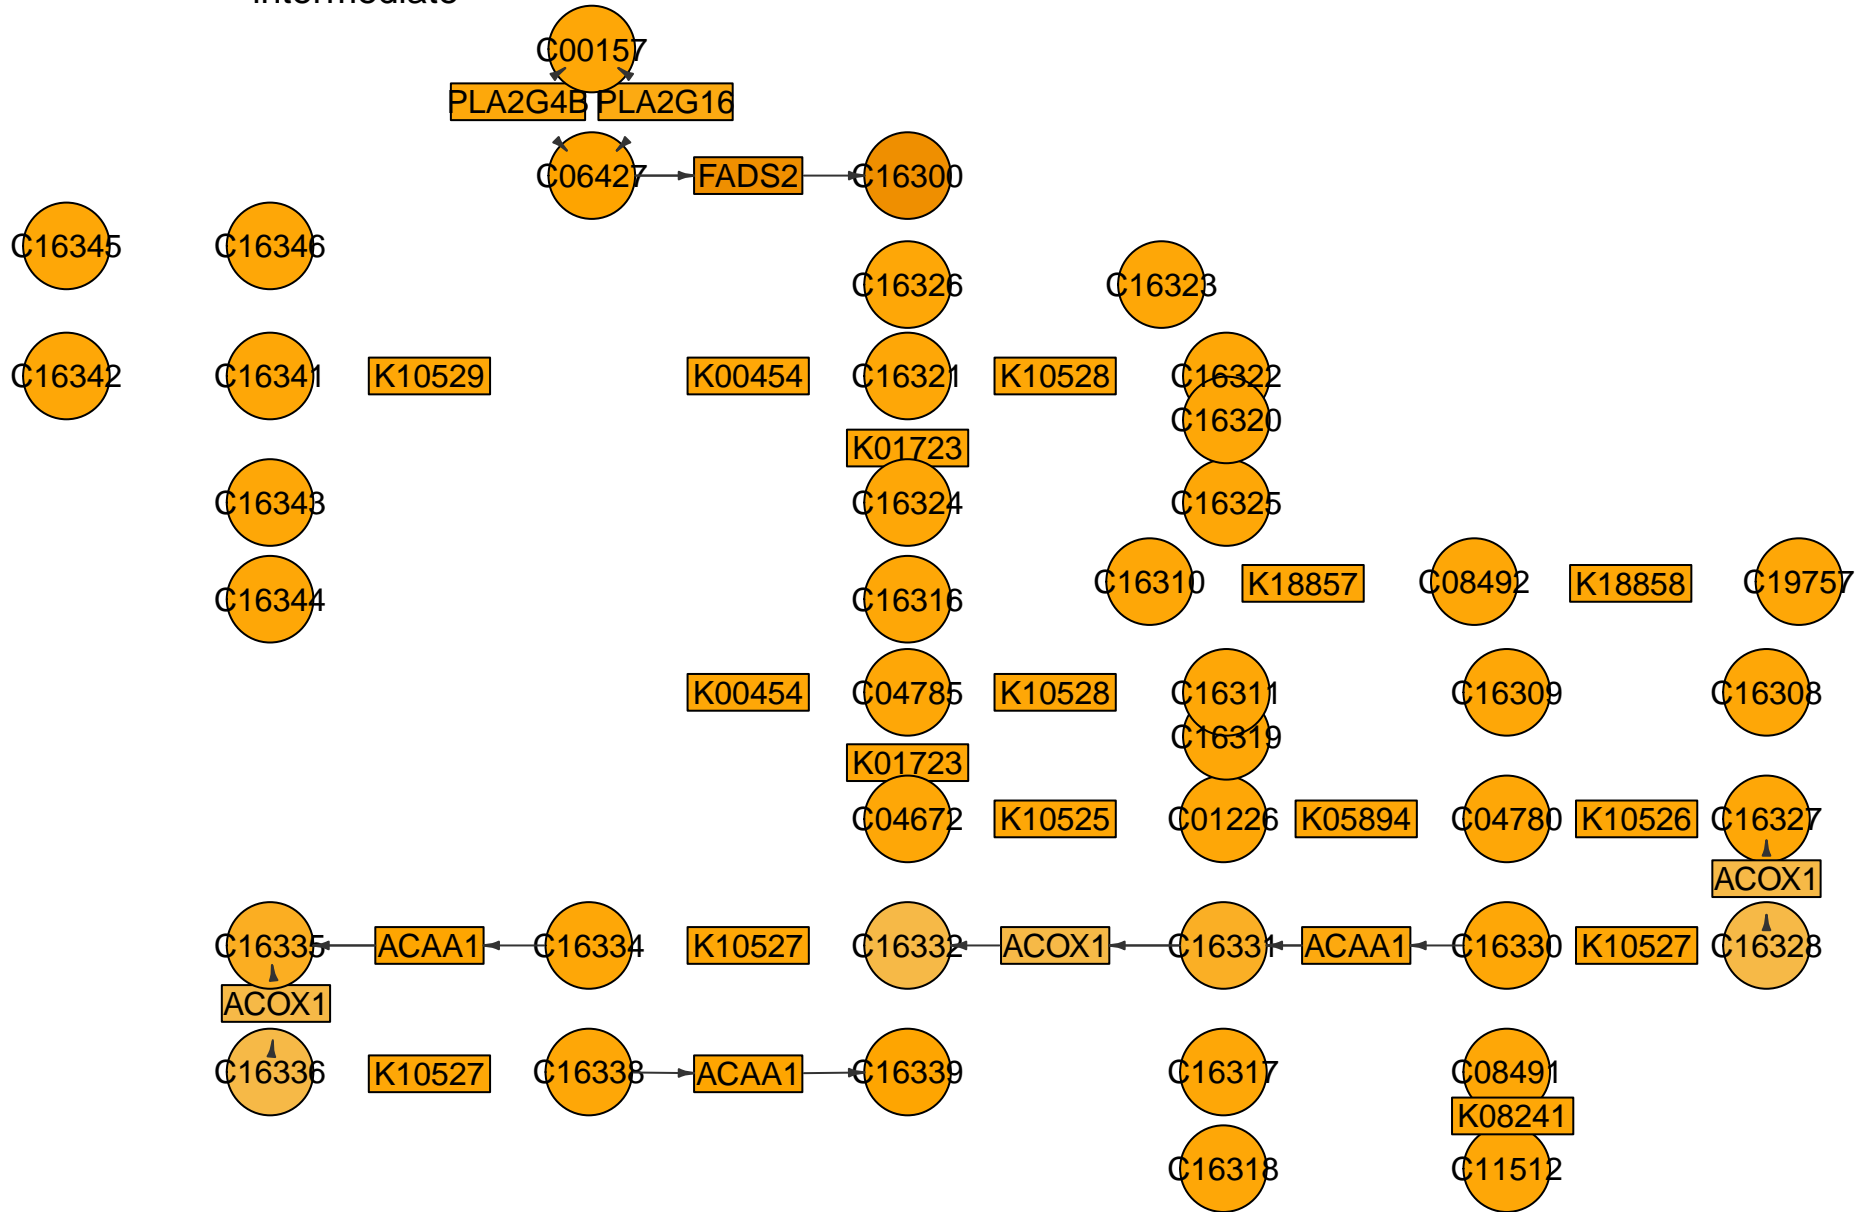 C00157
PLA2G4B PLA2G16
C06427 FADS2 C16300
C16345 C16346
C16326 C16323
C16342 C16341 K10529 K00454 C16321 K10528 C16322
C16320
K01723
C16343 C16324 C16325
C16310 K18857 C08492 K18858 C19757
C16344 C16316
K00454 C04785 K10528 C16311 C16309 C16308
C16319
K01723
C04672 K10525 C01226 K05894 C04780 K10526 C16327
ACOX1
C16335 ACAA1 C16334 K10527 C16332 ACOX1 C16331 ACAA1 C16330 K10527 C16328
ACOX1
C16336 K10527 C16338 ACAA1 C16339 C16317 C08491
K08241
C16318 C11512